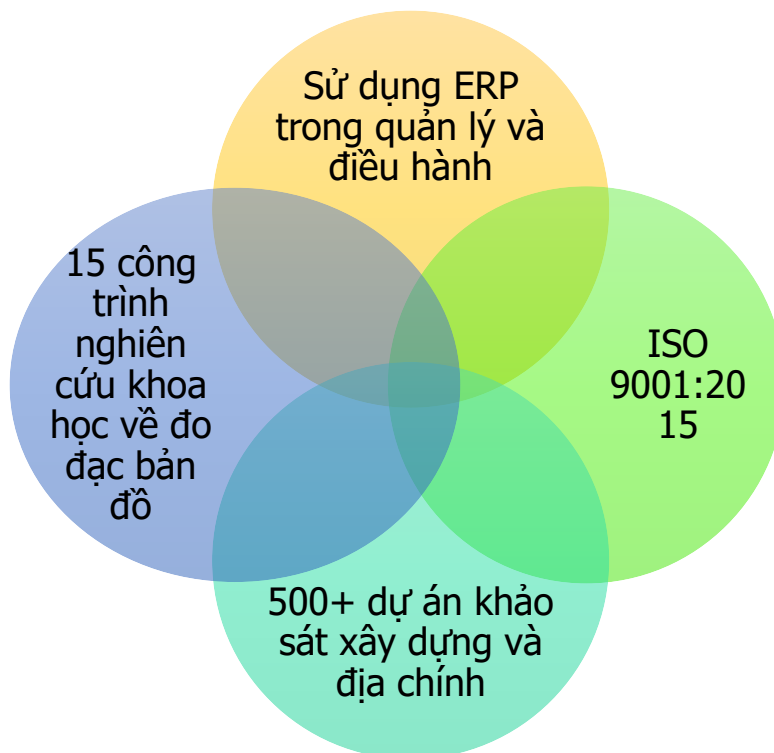 Sử dụng ERP
trong quản lý và
điều hành
15 công
trình
nghiên
cứu khoa
học về đo
đạc bản
đồ
ISO
9001:20
15
500+ dự án khảo
sát xây dựng và
địa chính